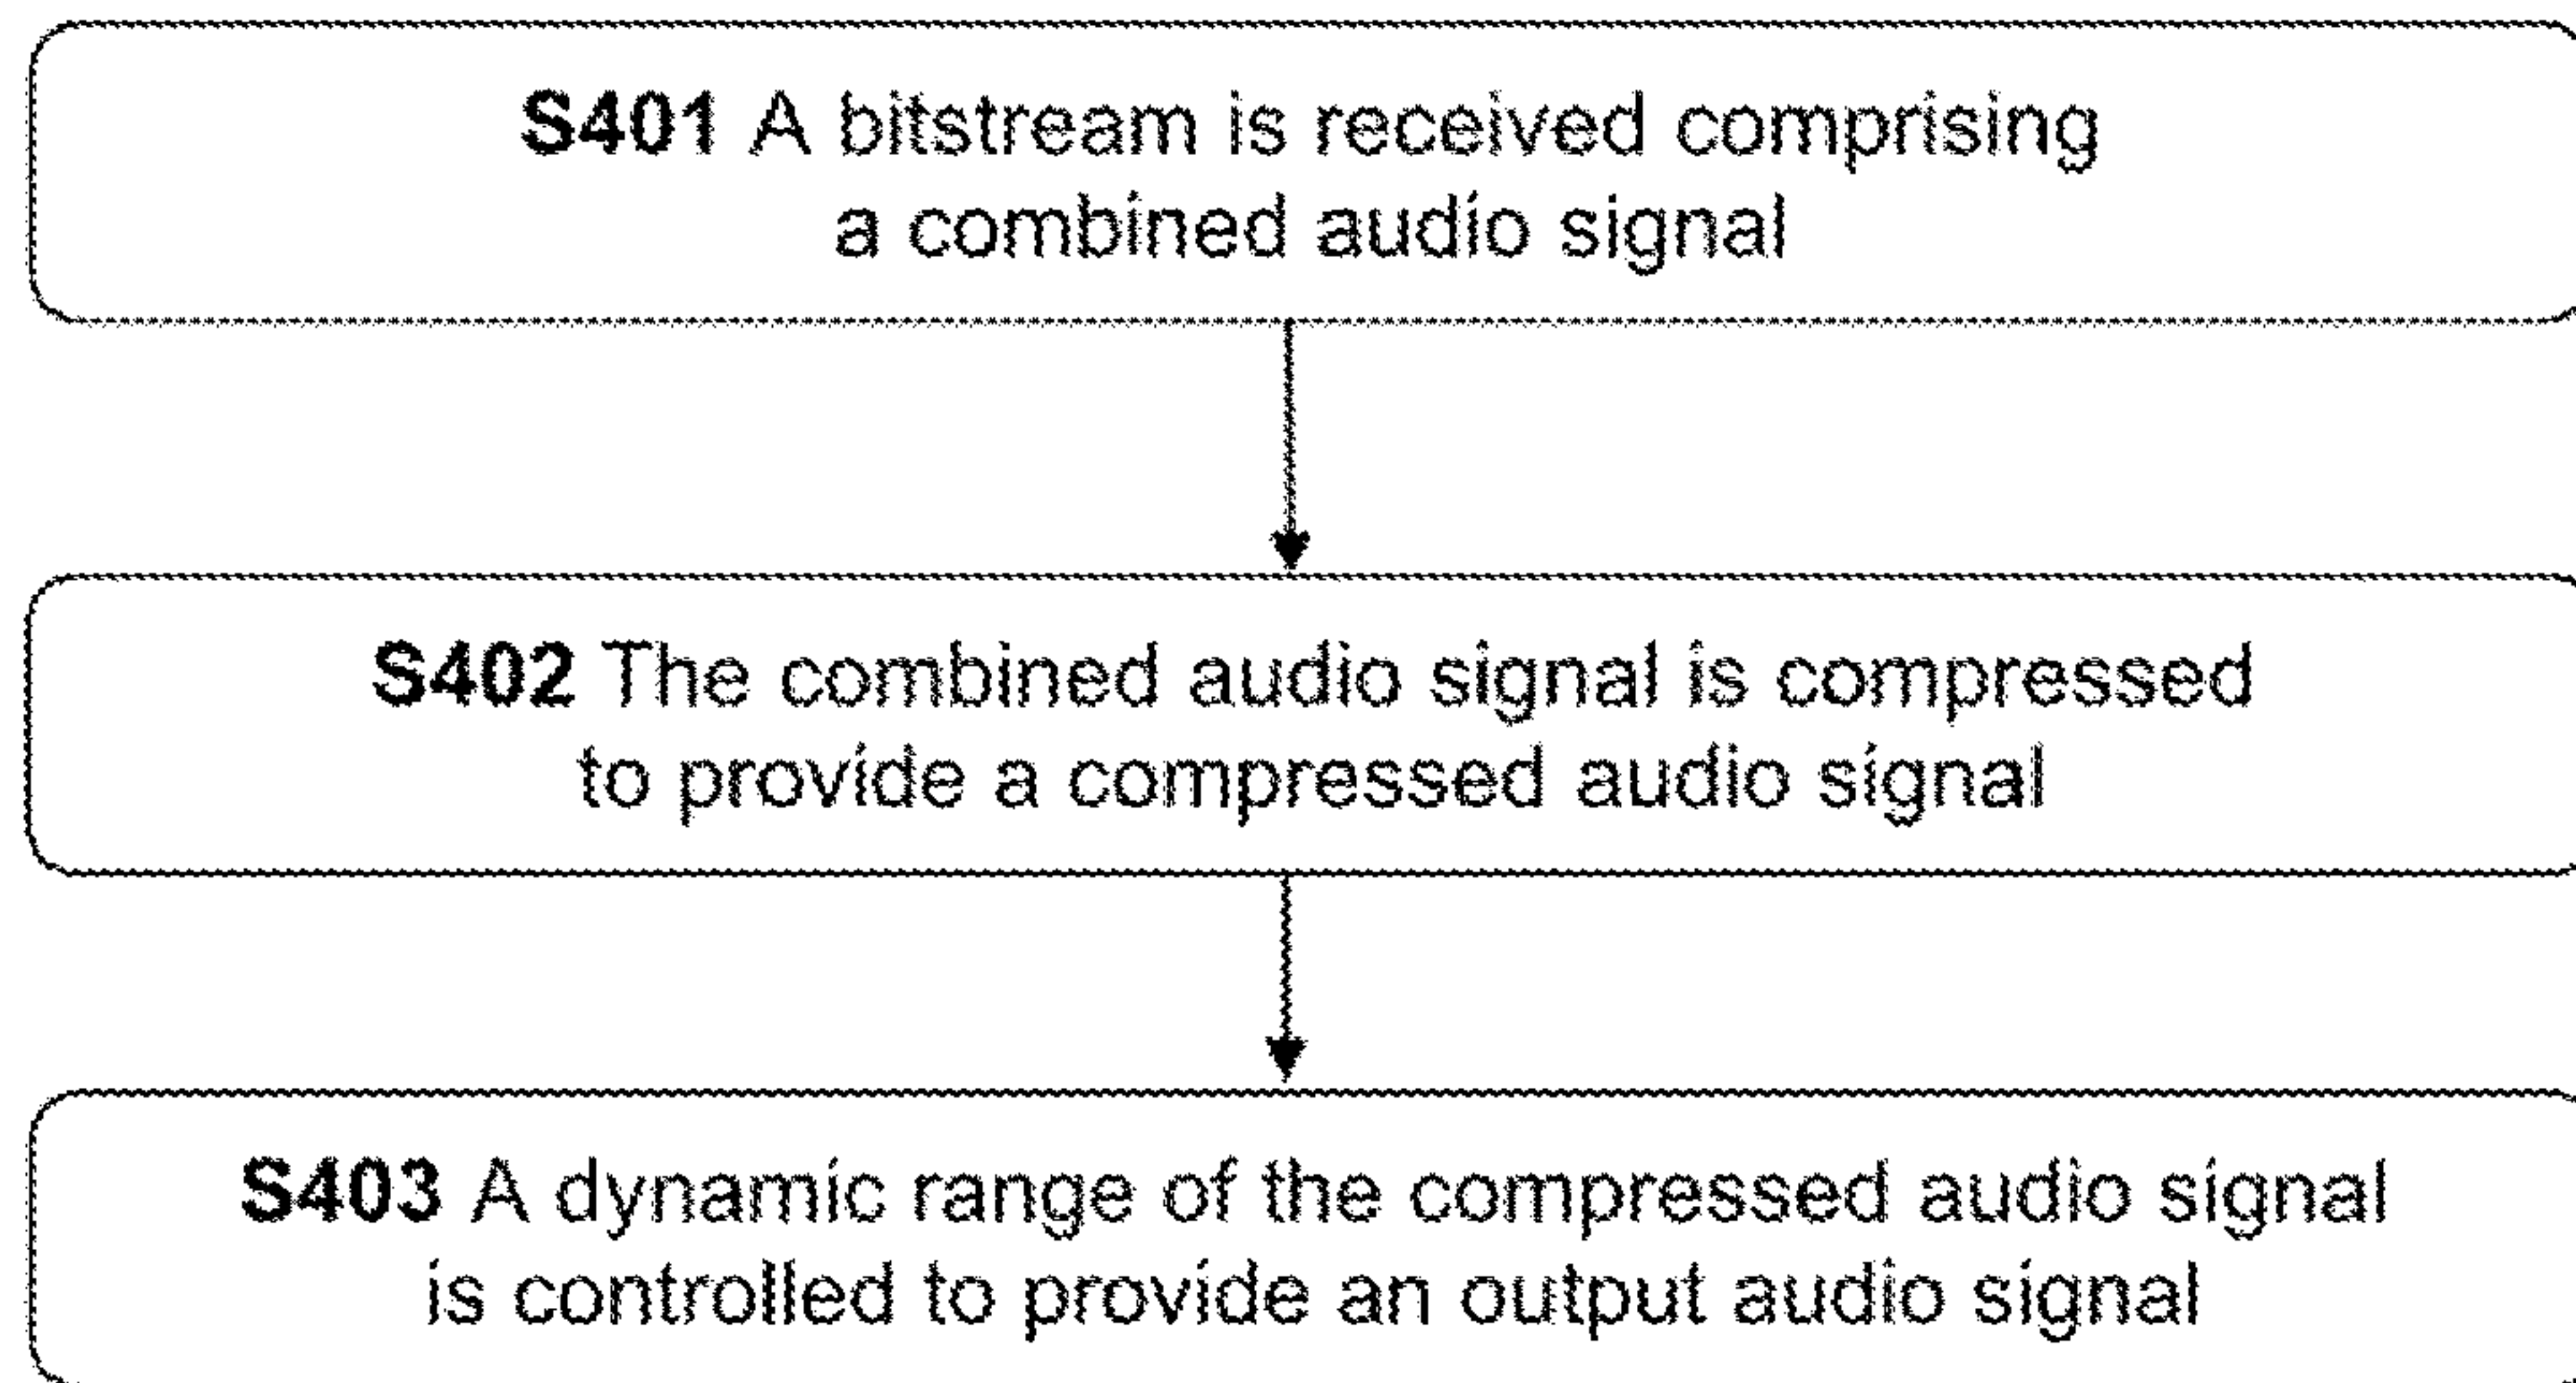 S401 A bitstream is received comprising
a combined audio signal
S402 The combined audio signal is compressed
to provide a compressed audio signal
S403 A dynamic range of the compressed audio signal
is controlled to provide an output audio signal